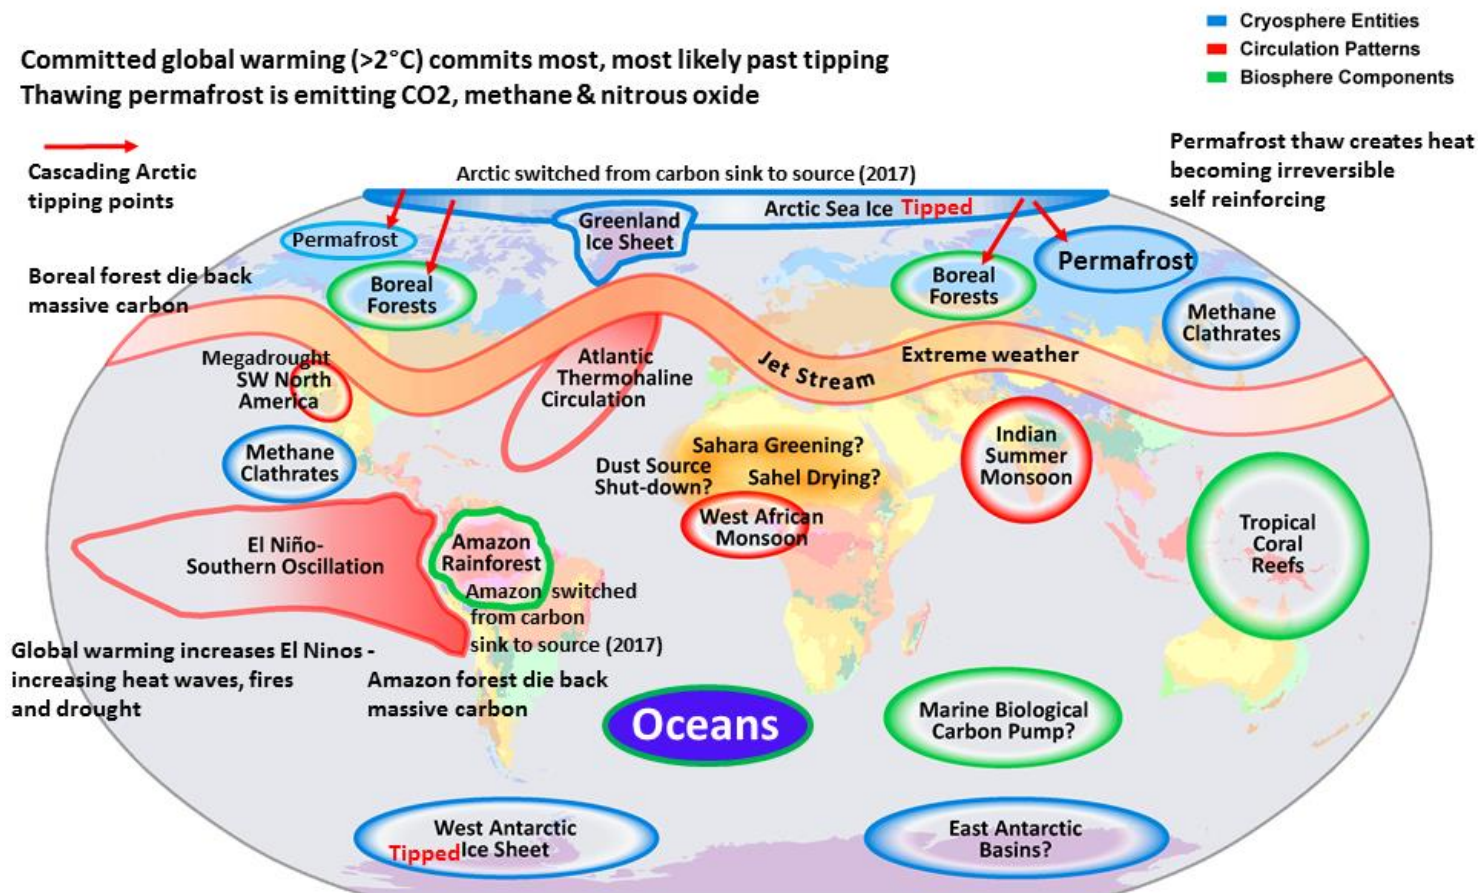 Cryosphere Entities
Circulation Patterns
Biosphere Components
Committed global warming (>2°C) commits most, most likely past tipping
Thawing permafrost is emitting CO2, methane & nitrous oxide
Cascading Arctic
tipping points
Permafrost thaw creates heat
becoming irreversible
self reinforcing
Arctic switched from carbon sink to source (2017)
Arctic Sea Ice Tipped
Greenland
Ice Sheet
Permafrost
Boreal
Forests
Boreal forest die back
massive carbon
Boreal
Forests
Permafrost
Methane
Clathrates
Megadrought
SW North
America
Atlantic
Thermohaline
Circulation
Jet Stream
Extreme weather
Methane
Clathrates
Sahara Greening?
Dust Source
Shut-down?
Sahel Drying?
Indian
Summer
Monsoon
West African
Monsoon
Tropical
Coral
Reefs
El Niño-
Southern Oscillation
Amazon
Rainforest
Amazon switched
from carbon
sink to source (2017)
Global warming increases El Ninos -
increasing heat waves, fires
and drought
Amazon forest die back
massive carbon
Oceans
Marine Biological
Carbon Pump?
West Antarctic
Tipped Ice Sheet
East Antarctic
Basins?